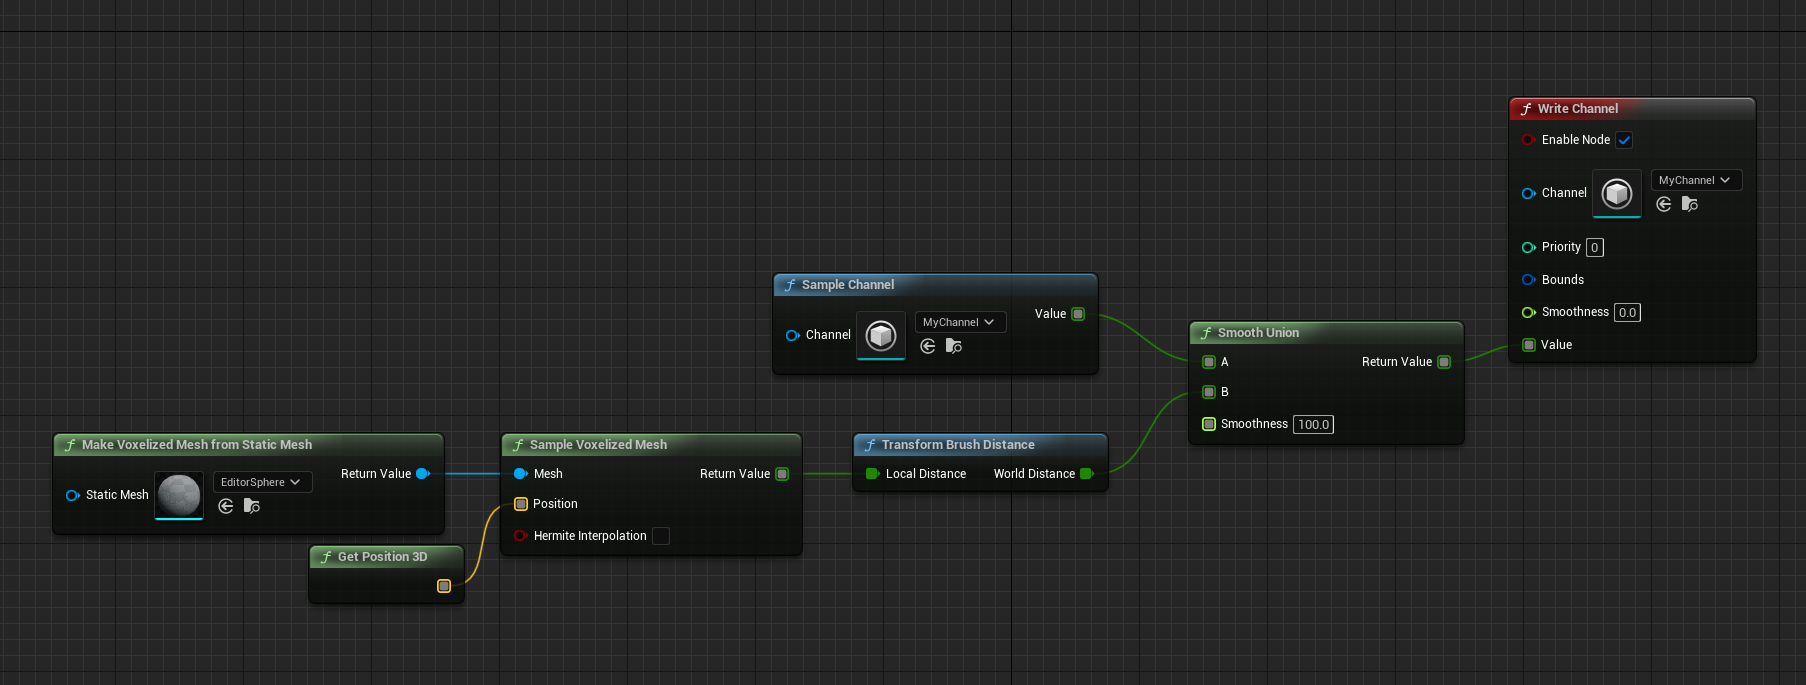 Write Channel
Enable Node
Channel
MyChannel
Priority 0
Bounds
Smoothness 0.0
Value
Sample Channel
Channel
MyChannel
Value
Smooth Union
A
B
Smoothness 100.0
Return Value
Make Voxelized Mesh from Static Mesh
Static Mesh
EditorSphere
Return Value
Sample Voxelized Mesh
Mesh
Position
Hermite Interpolation
Return Value
Transform Brush Distance
Local Distance
World Distance
Get Position 3D